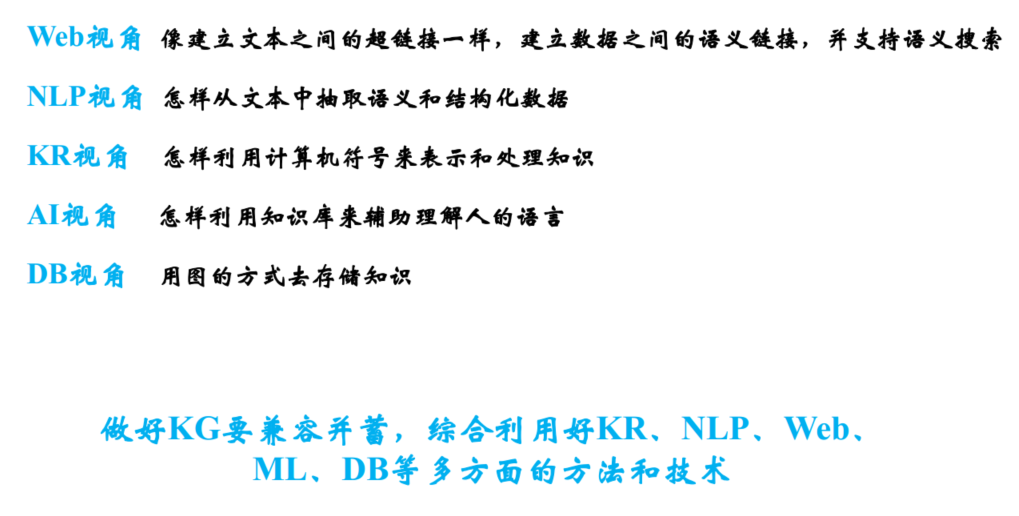 Web视角 像建立文本之间的超链接一样，建立数据之间的语义链接，并支持语义搜索
NLP视角 怎样从文本中抽取语义和结构化数据
KR视角 怎样利用计算机符号来表示和处理知识
AI视角 怎样利用知识库来辅助理解人的语言
DB视角 用图的方式去存储知识
做好KG要兼容并蓄，综合利用好KR、NLP、Web、
ML、DB等多方面的方法和技术